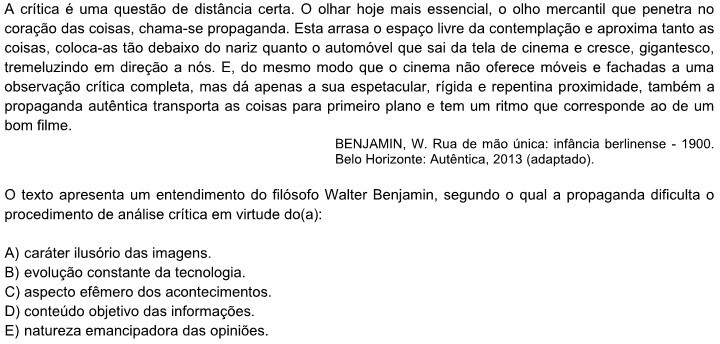 A crítica é uma questão de distância certa. O olhar hoje mais essencial, o olho mercantil que penetra no
coração das coisas, chama-se propaganda. Esta arrasa o espaço livre da contemplação e aproxima tanto as
coisas, coloca-as tão debaixo do nariz quanto o automóvel que sai da tela de cinema e cresce, gigantesco,
tremeluzindo em direção a nós. E, do mesmo modo que o cinema não oferece móveis e fachadas a uma
observação crítica completa, mas dá apenas a sua espetacular, rígida e repentina proximidade, também a
propaganda autêntica transporta as coisas para primeiro plano e tem um ritmo que corresponde ao de um
bom filme.
BENJAMIN, W. Rua de mão única: infância berlinense - 1900.
Belo Horizonte: Autêntica, 2013 (adaptado).
O texto apresenta um entendimento do filósofo Walter Benjamin, segundo o qual a propaganda dificulta o
procedimento de análise crítica em virtude do(a):
A) caráter ilusório das imagens.
B) evolução constante da tecnologia.
C) aspecto efêmero dos acontecimentos.
D) conteúdo objetivo das informações.
E) natureza emancipadora das opiniões.